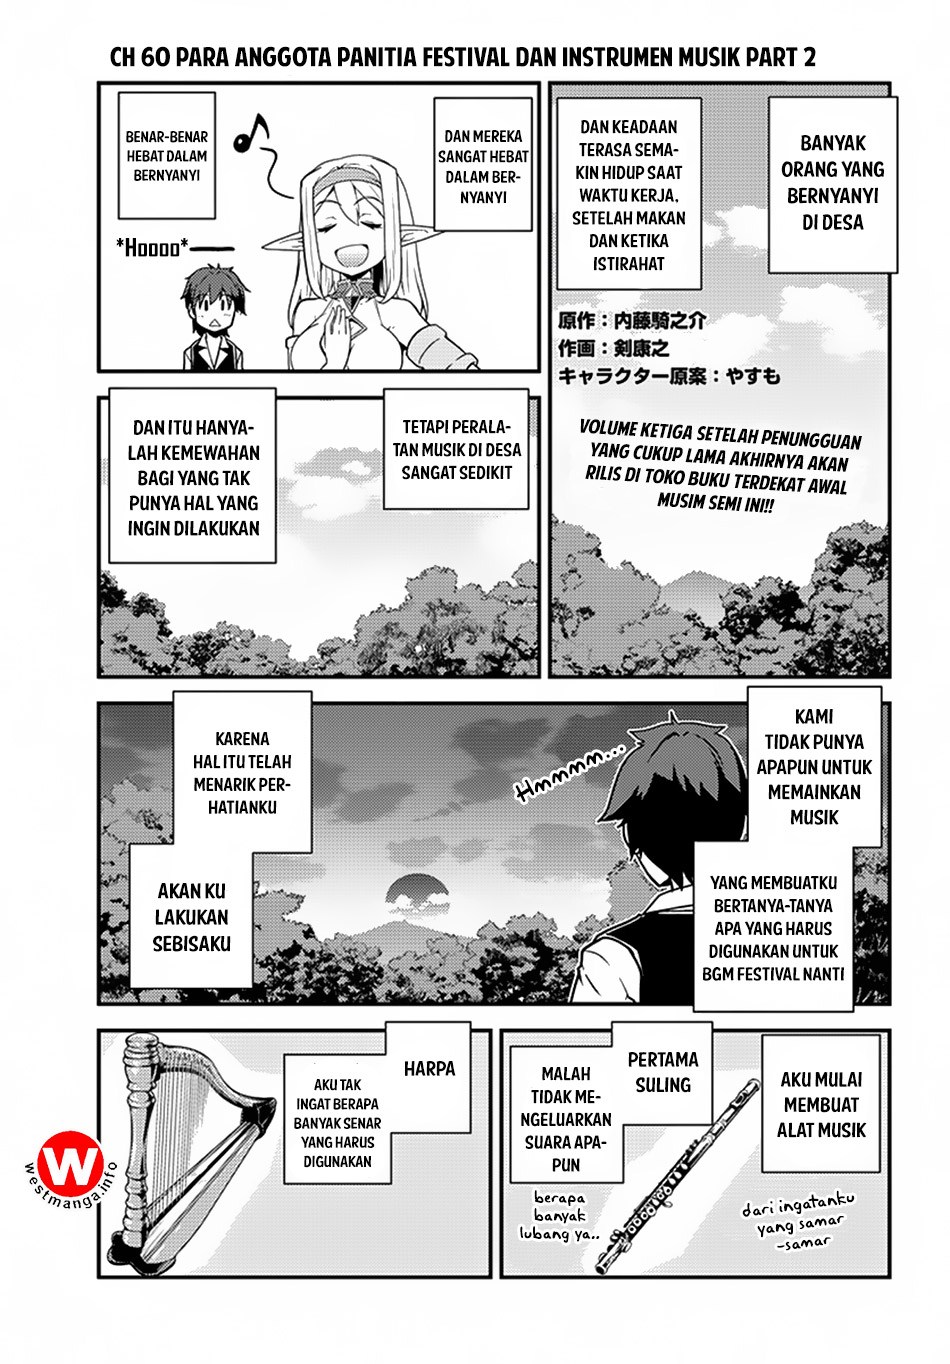 CH 60 PARA ANGGOTA PANITIA FESTIVAL DAN INSTRUMEN MUSIK PART 2
BANYAK
ORANG YANG
BERNYANYI
DI DESA
DAN KEADAAN
TERASA SEMA-
KIN HIDUP SAAT
WAKTU KERJA,
SETELAH MAKAN
DAN KETIKA
ISTIRAHAT
原作：内藤騎之介
作画：剣康之
キャラクター原案：やすも
VOLUME KETIGA SETELAH PENUNGGUAN
YANG CUKUP LAMA AKHIRNYA AKAN
RILIS DI TOKO BUKU TERDEKAT AWAL
MUSIM SEMI INI!!
DAN MEREKA
SANGAT HEBAT
DALAM BER-
NYANYI
BENAR-BENAR
HEBAT DALAM
BERNYANYI
*HOOOO*
TETAPI PERALA-
TAN MUSIK DI DESA
SANGAT SEDIKIT
DAN ITU HANYA-
LAH KEMEWAHAN
BAGI YANG TAK
PUNYA HAL YANG
INGIN DILAKUKAN
KAMI
TIDAK PUNYA
APAPUN UNTUK
MEMAINKAN
MUSIK
YANG MEMBUATKU
BERTANYA-TANYA
APA YANG HARUS
DIGUNAKAN UNTUK
BGM FESTIVAL NANTI
Hmmmm...
KARENA
HAL ITU TELAH
MENARIK PER-
HATIANKU
AKAN KU
LAKUKAN
SEBISAKU
AKU MULAI
MEMBUAT
ALAT MUSIK
dari ingatanku
yang samar
-samar
PERTAMA
SULING
MALAH
TIDAK ME-
NGELUARKAN
SUARA APA-
PUN
berapa
banyak
lubang ya..
HARPA
AKU TAK
INGAT BERAPA
BANYAK SENAR
YANG HARUS
DIGUNAKAN
W
westmanga.info